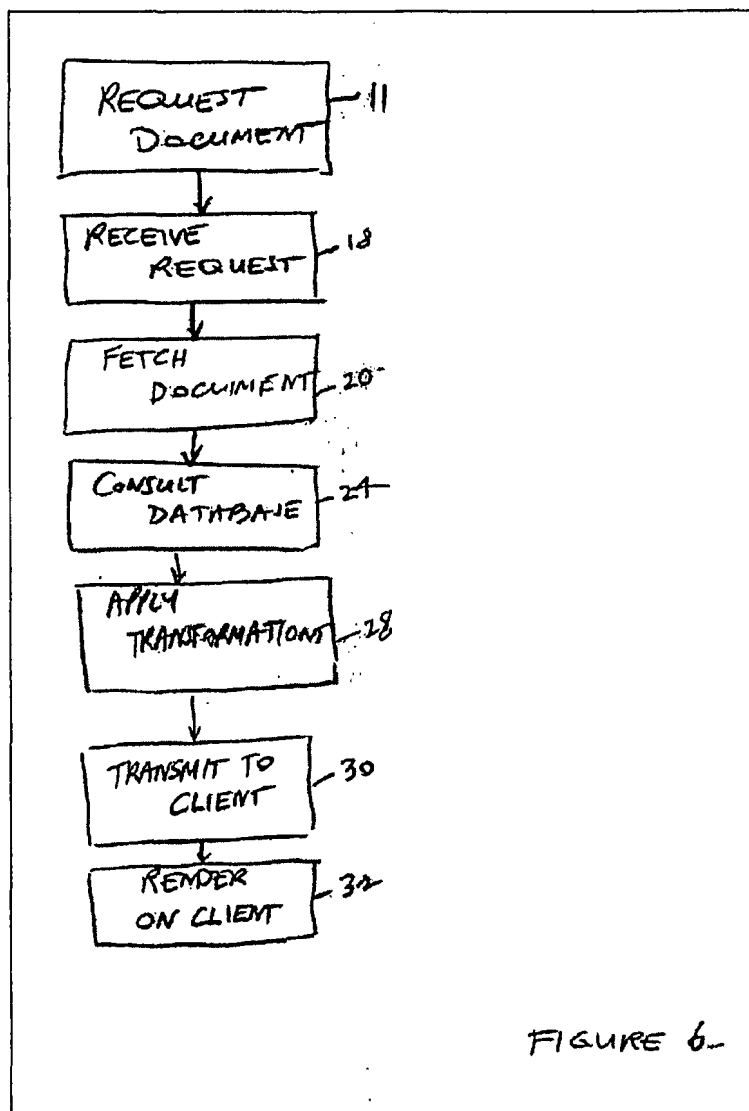 REQUEST
DOCUMENT
11
RECEIVE
REQUEST
18
FETCH
DOCUMENT
20
CONSULT
DATABASE
24
APPLY
TRANSFORMATIONS
28
TRANSMIT TO
CLIENT
30
RENDER
ON CLIENT
32
FIGURE 6